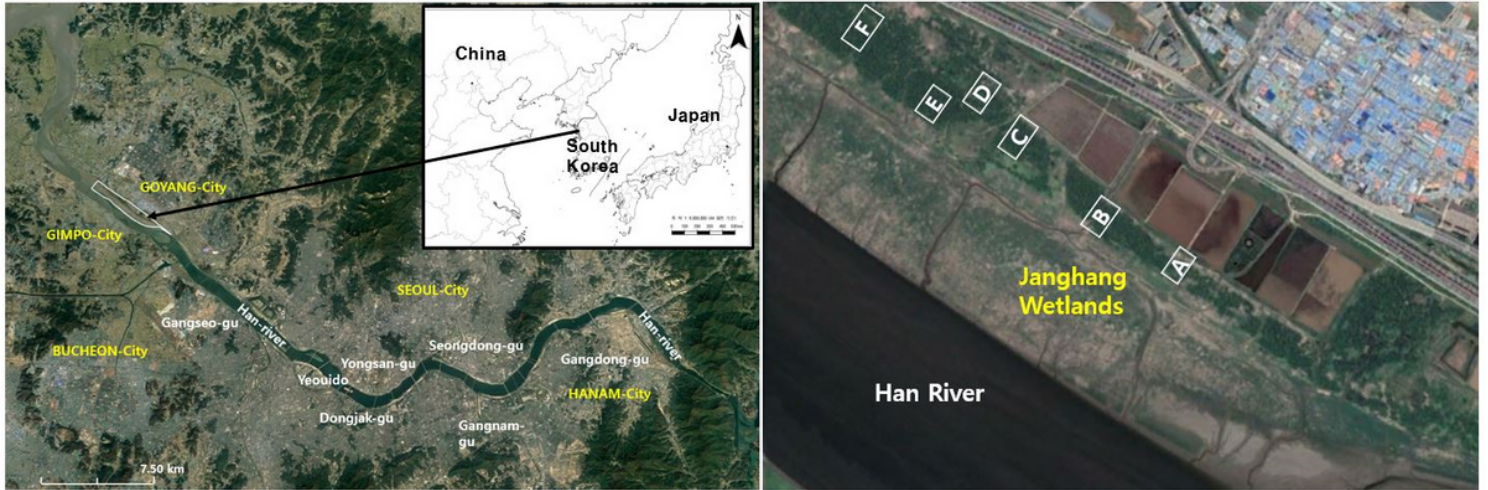 China
N
Japan
South
Korea
GOYANG-City
GIMPO-City
SEOUL-City
Han-river
Han-river
Gangseo-gu
BUCHEON-City
Seongdong-gu
Yongsan-gu
Gangdong-gu
Yeouido
HANAM-City
Dongjak-gu
Gangnam-
gu
7.50 km
F
E
D
C
B
A
Janghang
Wetlands
Han River